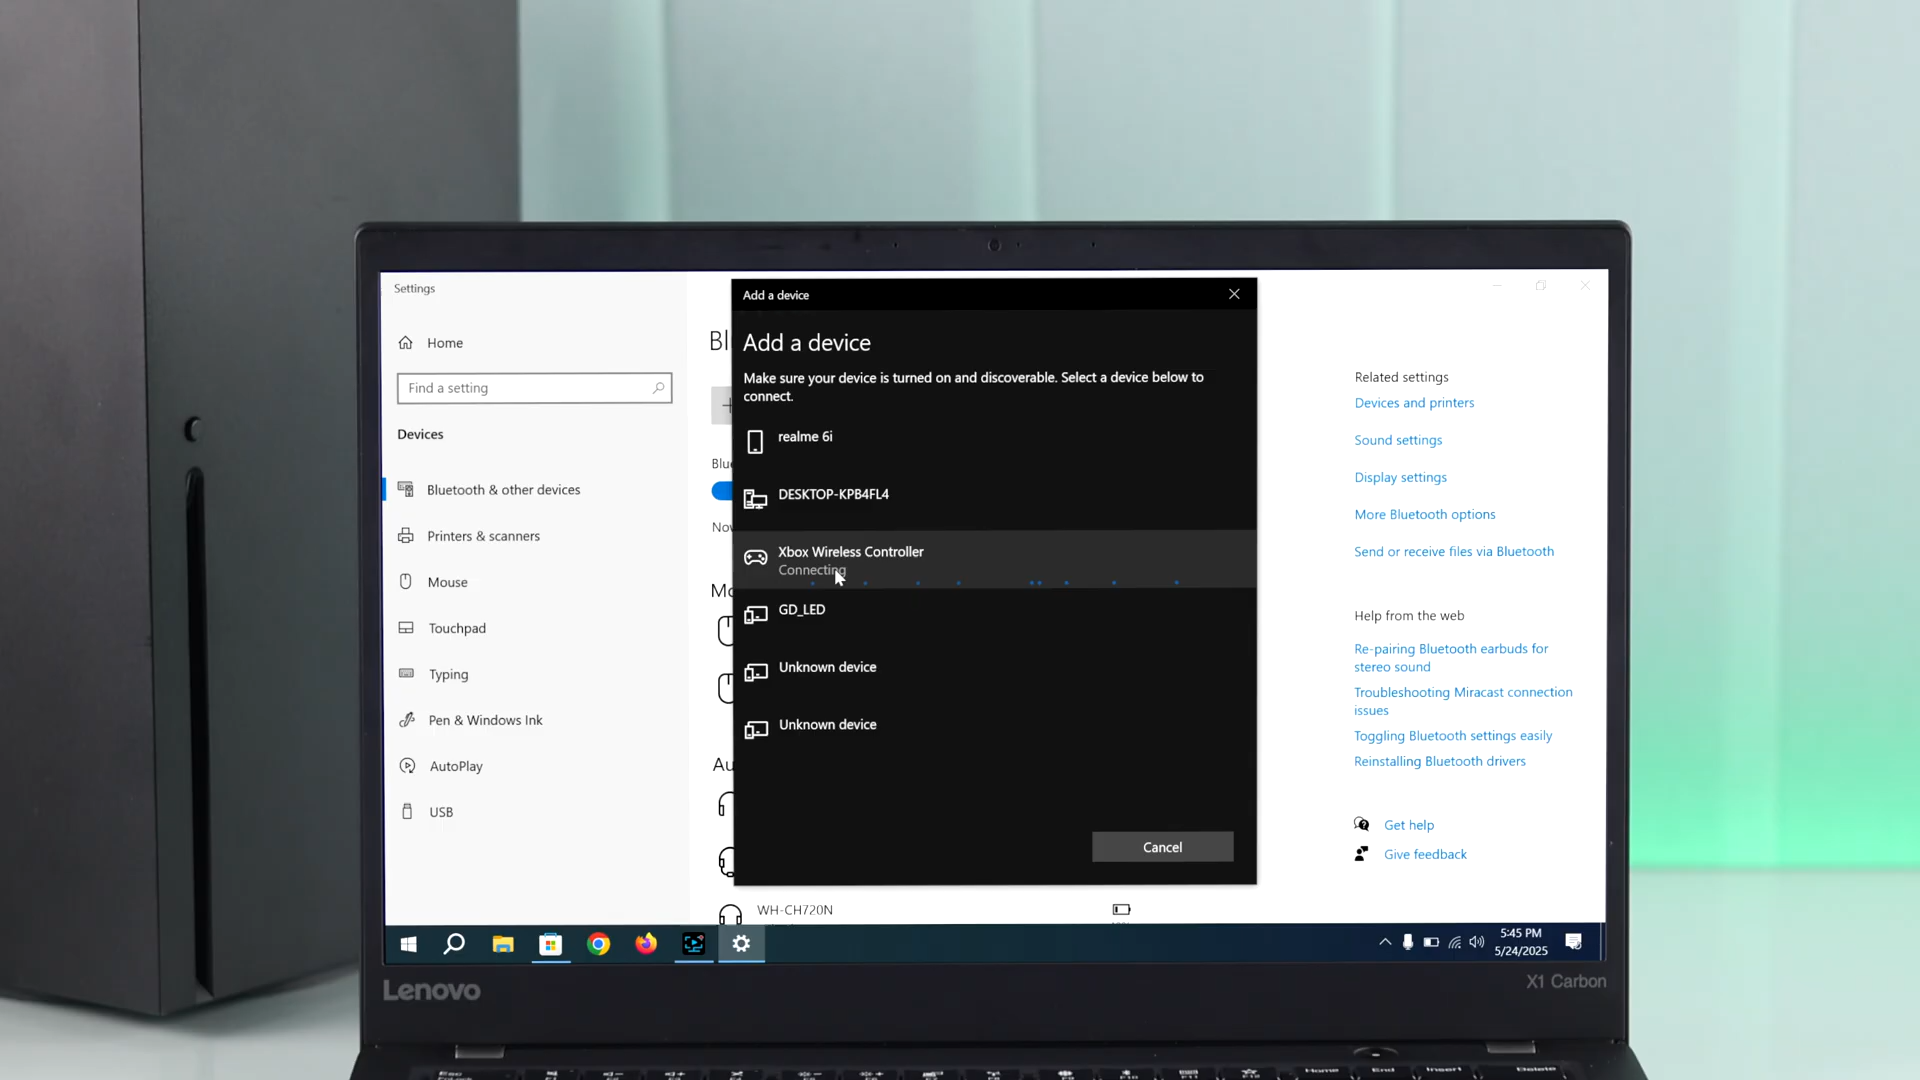 Settings
Home
Find a setting
Devices
Bluetooth & other devices
Printers & scanners
Mouse
Touchpad
Typing
Pen & Windows Ink
AutoPlay
USB
Add a device
Add a device
Make sure your device is turned on and discoverable. Select a device below to
connect.
realme 6i
DESKTOP-KPB4FL4
Xbox Wireless Controller
Connecting
GD_LED
Unknown device
Unknown device
Cancel
WH-CH720N
Related settings
Devices and printers
Sound settings
Display settings
More Bluetooth options
Send or receive files via Bluetooth
Help from the web
Re-pairing Bluetooth earbuds for
stereo sound
Troubleshooting Miracast connection
issues
Toggling Bluetooth settings easily
Reinstalling Bluetooth drivers
Get help
Give feedback
5:45 PM
5/24/2025
Lenovo
X1 Carbon
Esc
Home
End
Insert
Delete